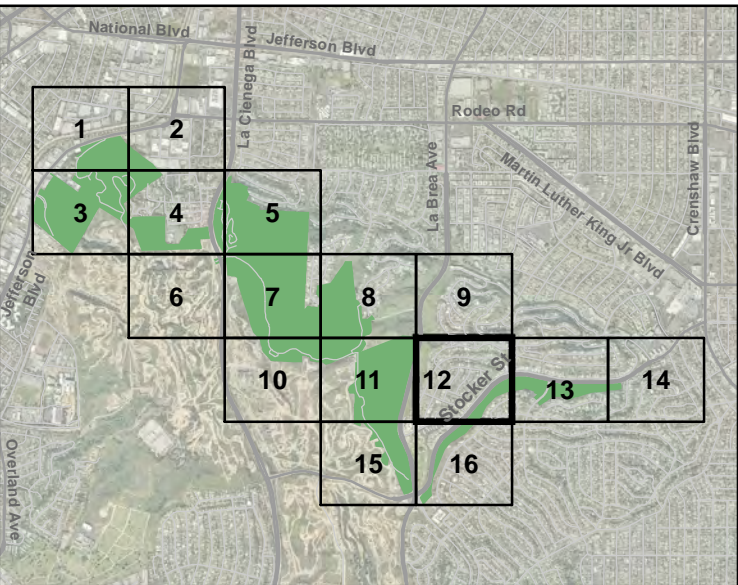 National Blvd
Jefferson Blvd
La Cienega Blvd
Rodeo Rd
1
2
La Brea Ave
Martin Luther King Jr Blvd
Crenshaw Blvd
3
4
5
Jefferson
Blvd
6
7
8
9
10
11
12
Stocker St
13
14
Overland Ave
15
16